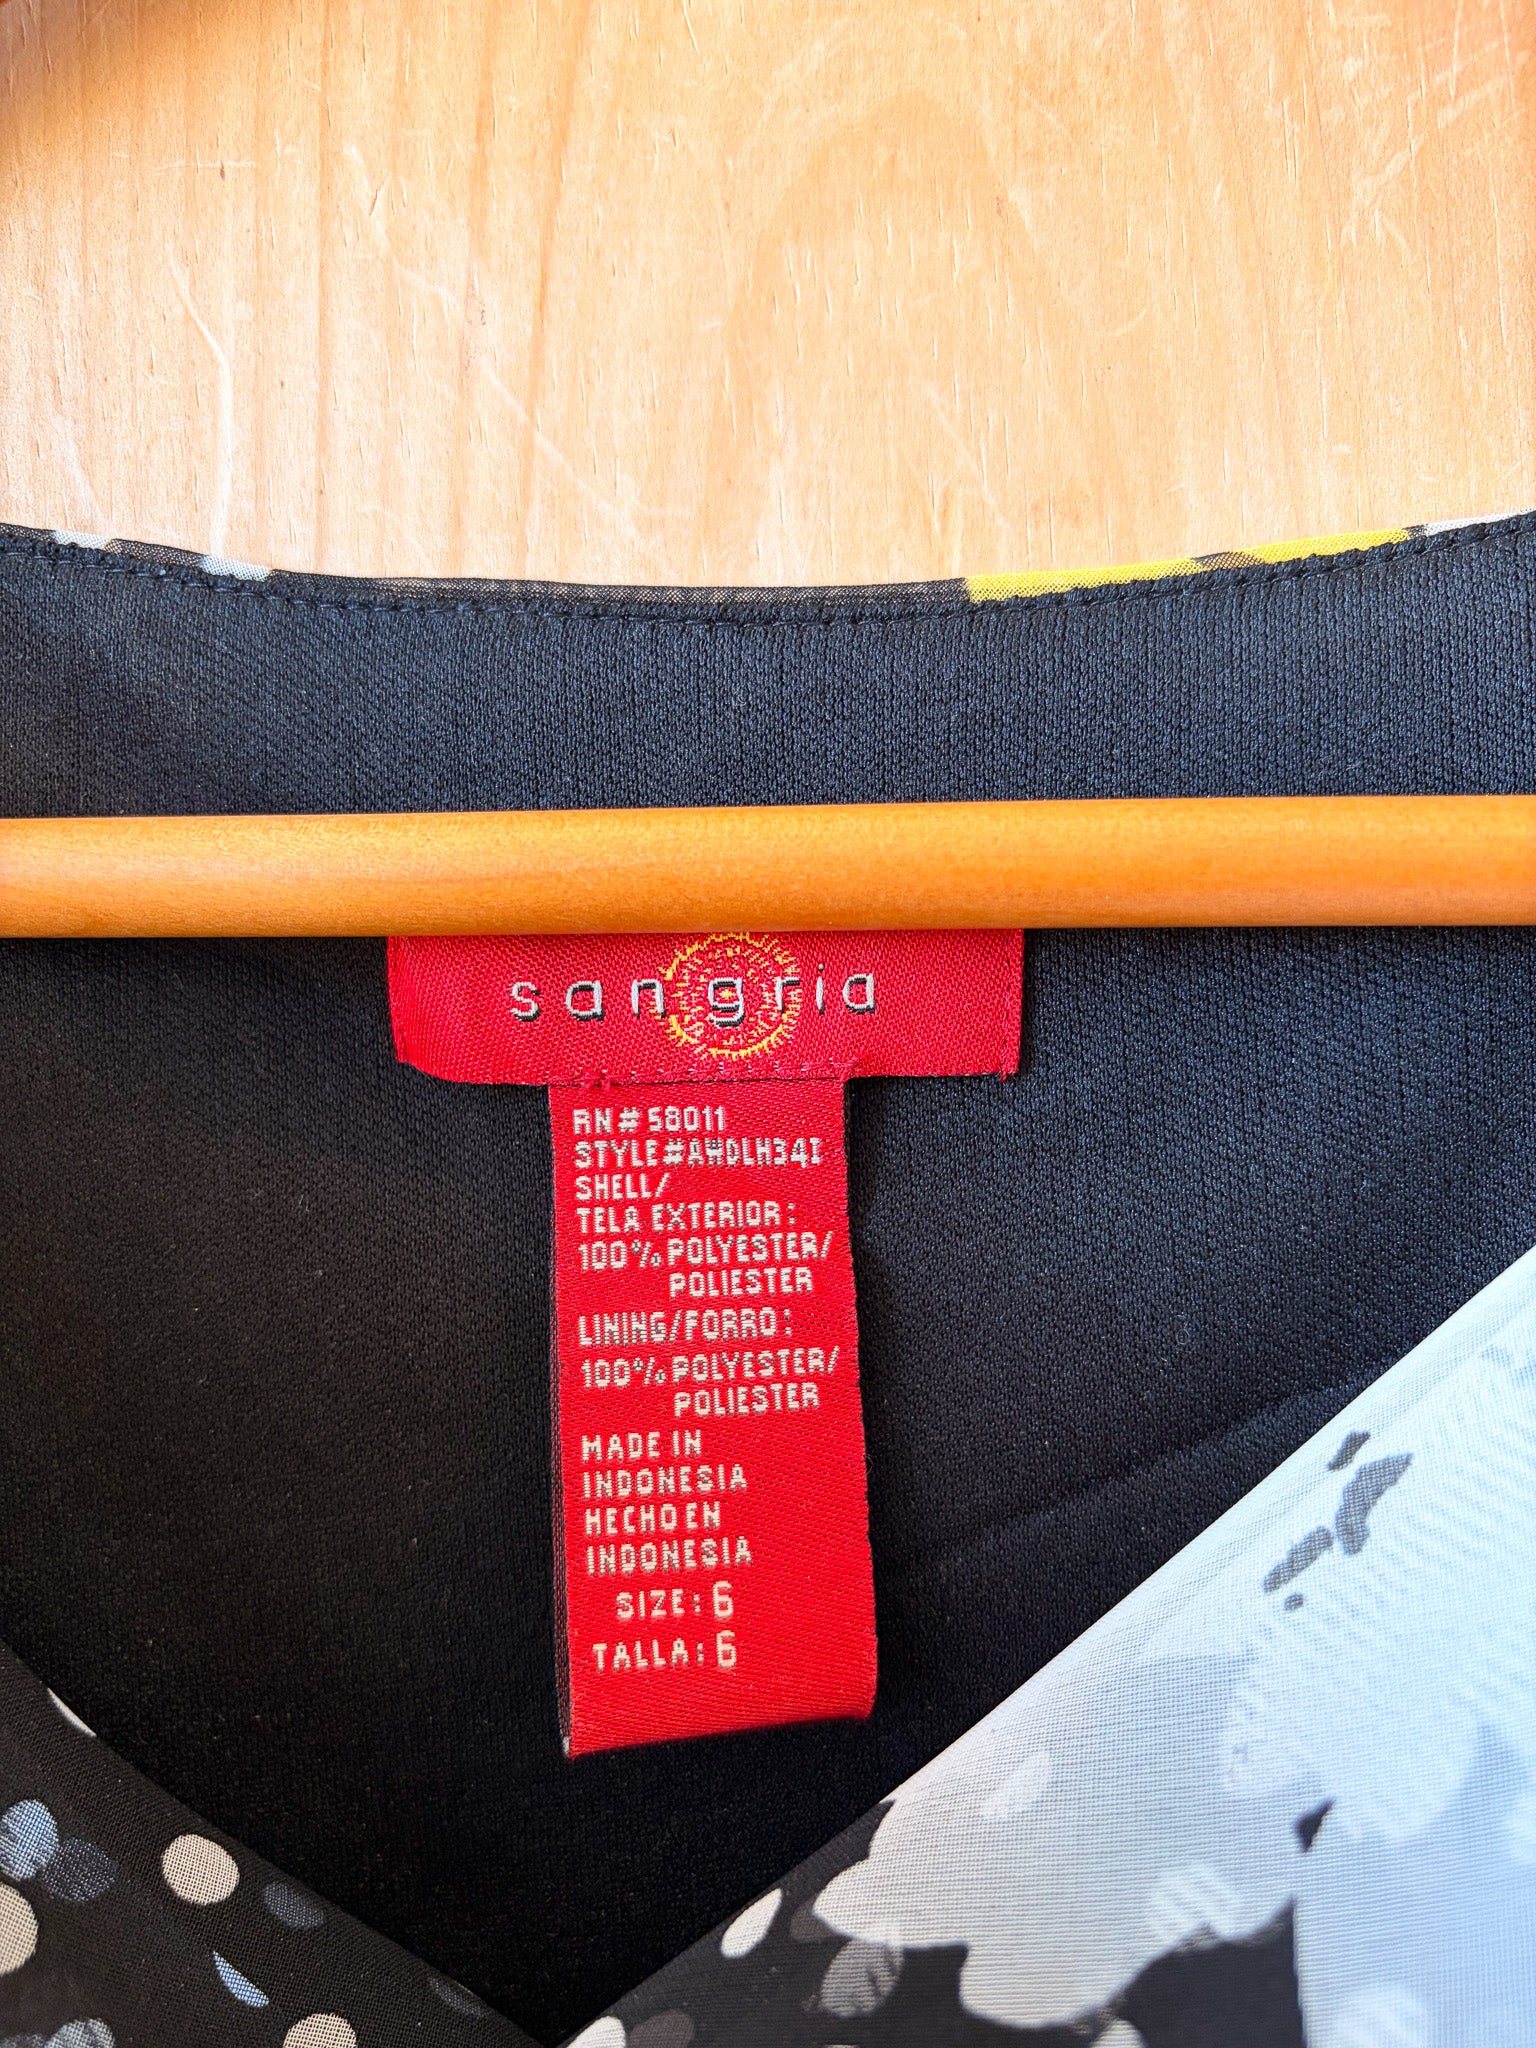 sangria
RN# 58011
STYLE#AWDLH34I
SHELL/
TELA EXTERIOR:
100% POLYESTER/
POLIESTER
LINING/FORRO:
100% POLYESTER/
POLIESTER
MADE IN
INDONESIA
HECHO EN
INDONESIA
SIZE: 6
TALLA: 6